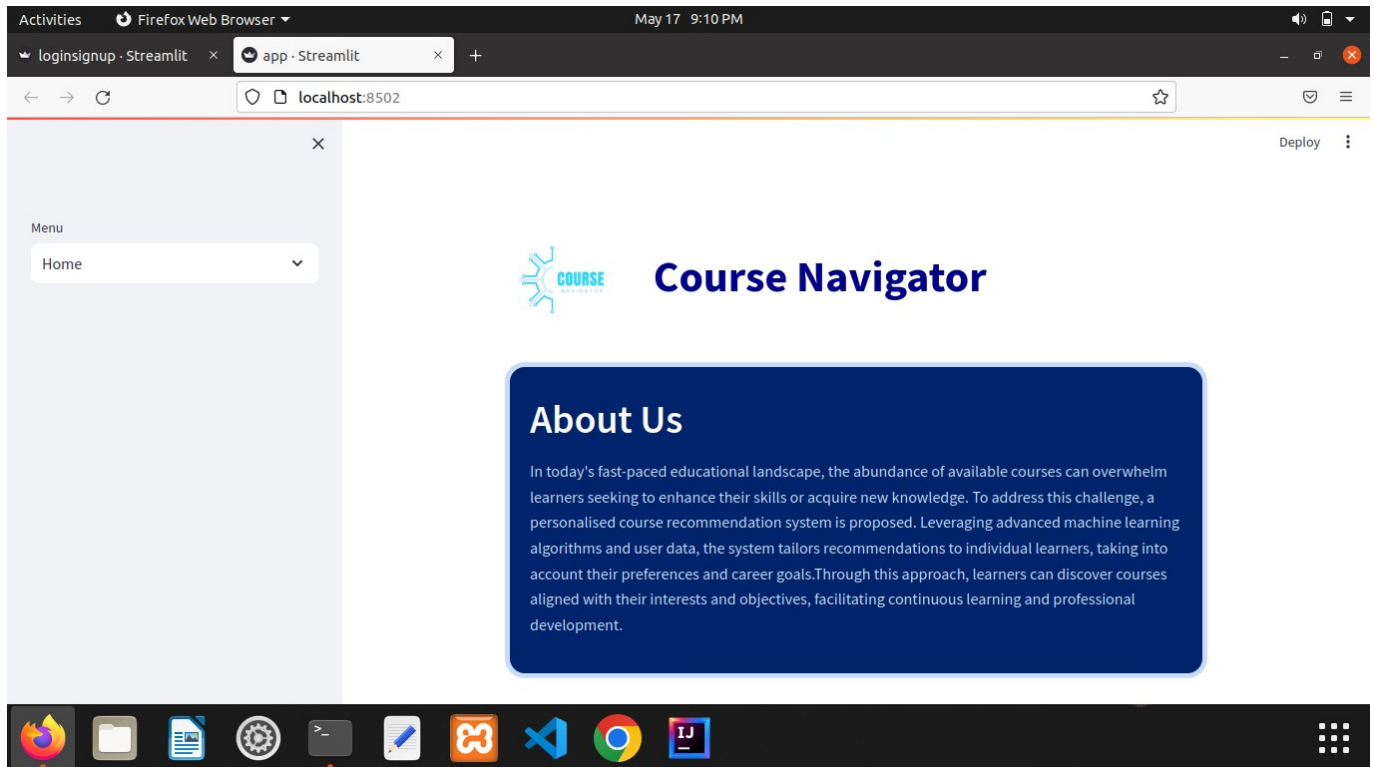 Activities Firefox Web Browser May 17 9:10 PM
loginsignup · Streamlit × app · Streamlit × +
localhost:8502
Deploy
Menu
Home
COURSE
Course Navigator
About Us
In today's fast-paced educational landscape, the abundance of available courses can overwhelm
learners seeking to enhance their skills or acquire new knowledge. To address this challenge, a
personalised course recommendation system is proposed. Leveraging advanced machine learning
algorithms and user data, the system tailors recommendations to individual learners, taking into
account their preferences and career goals.Through this approach, learners can discover courses
aligned with their interests and objectives, facilitating continuous learning and professional
development.
IJ